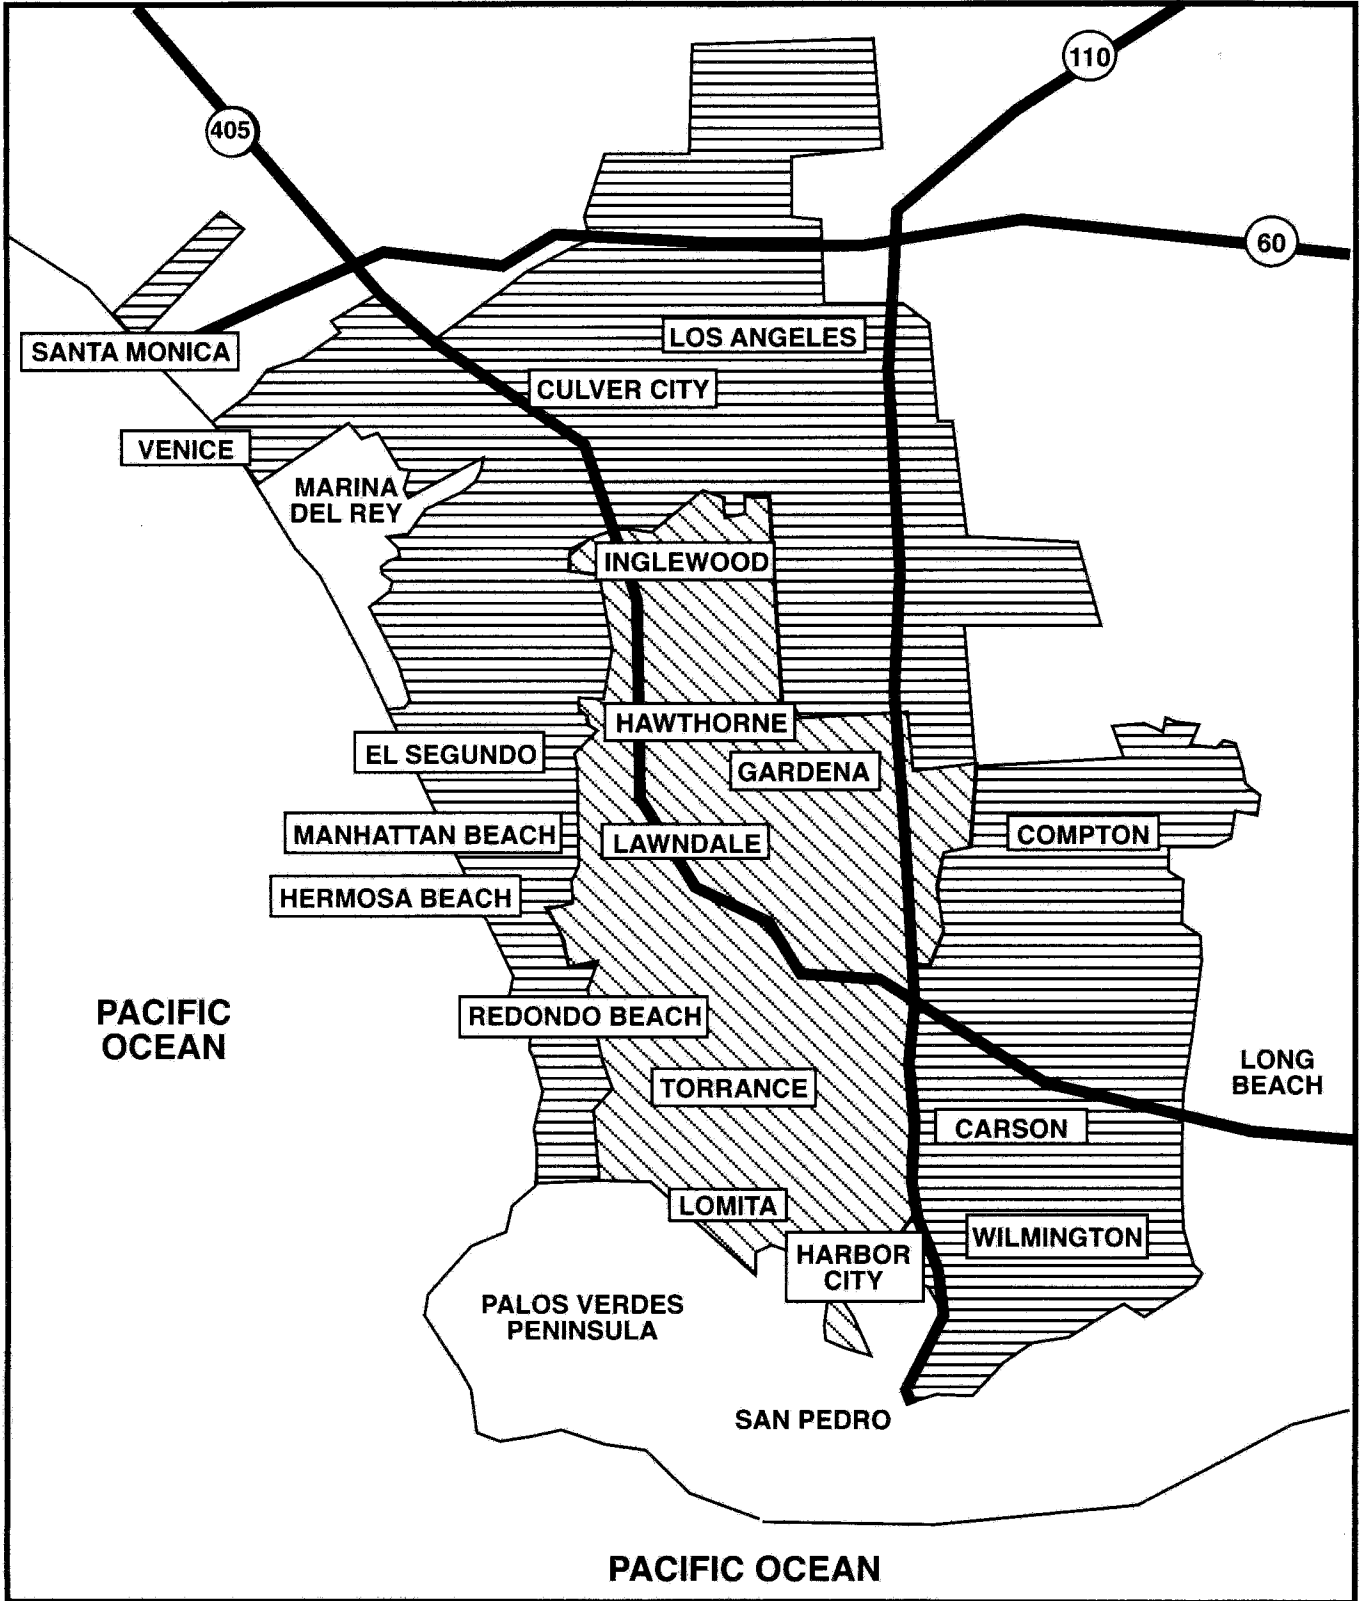 110
405
60
LOS ANGELES
SANTA MONICA
CULVER CITY
VENICE
MARINA
DEL REY
INGLEWOOD
HAWTHORNE
EL SEGUNDO
GARDENA
MANHATTAN BEACH
LAWNDALE
COMPTON
HERMOSA BEACH
PACIFIC
OCEAN
REDONDO BEACH
LONG
BEACH
TORRANCE
CARSON
LOMITA
WILMINGTON
HARBOR
CITY
PALOS VERDES
PENINSULA
SAN PEDRO
PACIFIC OCEAN